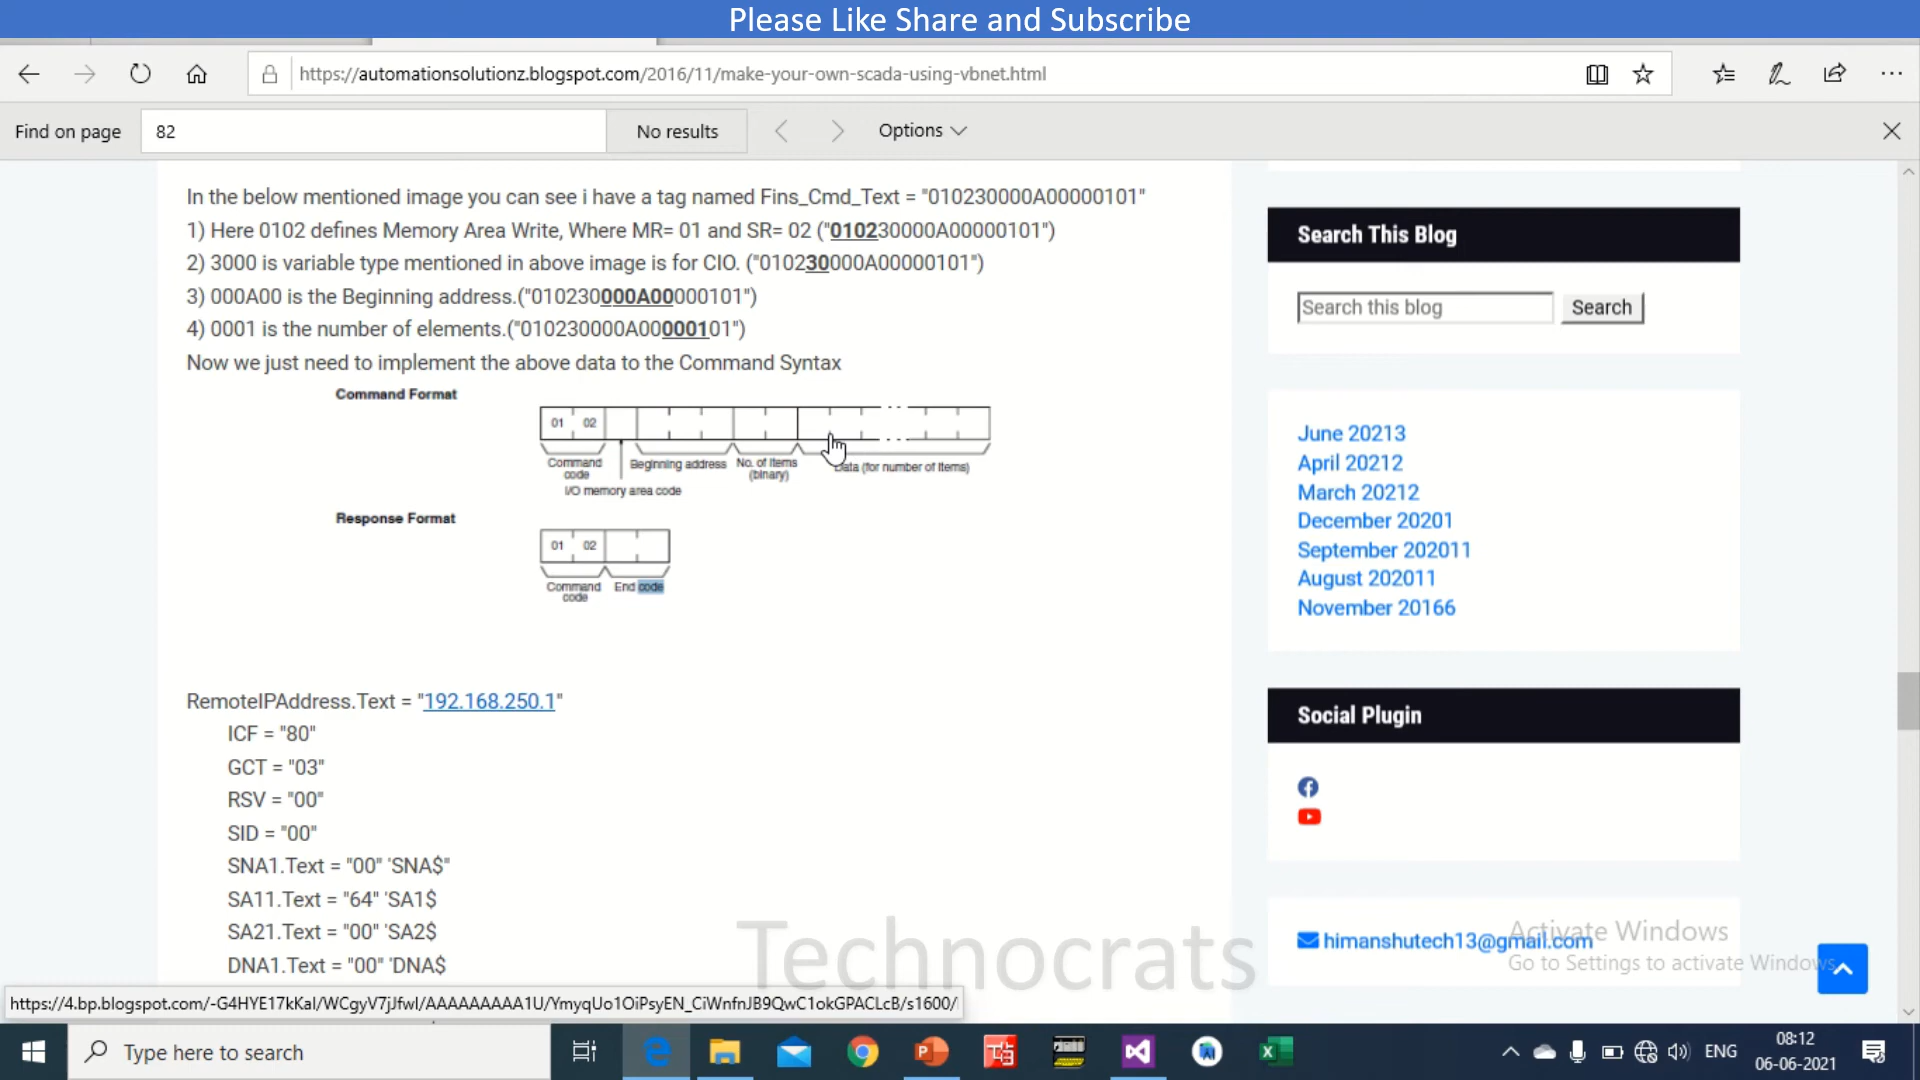 Please Like Share and Subscribe
https://automationsolutionz.blogspot.com/2016/11/make-your-own-scada-using-vbnet.html
Find on page
82
No results
Options
In the below mentioned image you can see i have a tag named Fins_Cmd_Text = "010230000A00000101"
1) Here 0102 defines Memory Area Write, Where MR= 01 and SR= 02 ("010230000A00000101")
2) 3000 is variable type mentioned in above image is for CIO. ("010230000A00000101")
3) 000A00 is the Beginning address.("010230000A00000101")
4) 0001 is the number of elements.("010230000A00000101")
Now we just need to implement the above data to the Command Syntax
Command Format
01 02
Command code
Beginning address
No. of Items (binary)
Data (for number of Items)
I/O memory area code
Response Format
01 02
Command code
End code
RemoteIPAddress.Text = "192.168.250.1"
ICF = "80"
GCT = "03"
RSV = "00"
SID = "00"
SNA1.Text = "00" 'SNA$"
SA11.Text = "64" 'SA1$
SA21.Text = "00" 'SA2$
DNA1.Text = "00" 'DNA$
Search This Blog
Search this blog
Search
June 20213
April 20212
March 20212
December 20201
September 202011
August 202011
November 20166
Social Plugin
himanshutech13@gmail.com
Activate Windows
Go to Settings to activate Windows.
Technocrats
Type here to search
ENG
08:12
06-06-2021